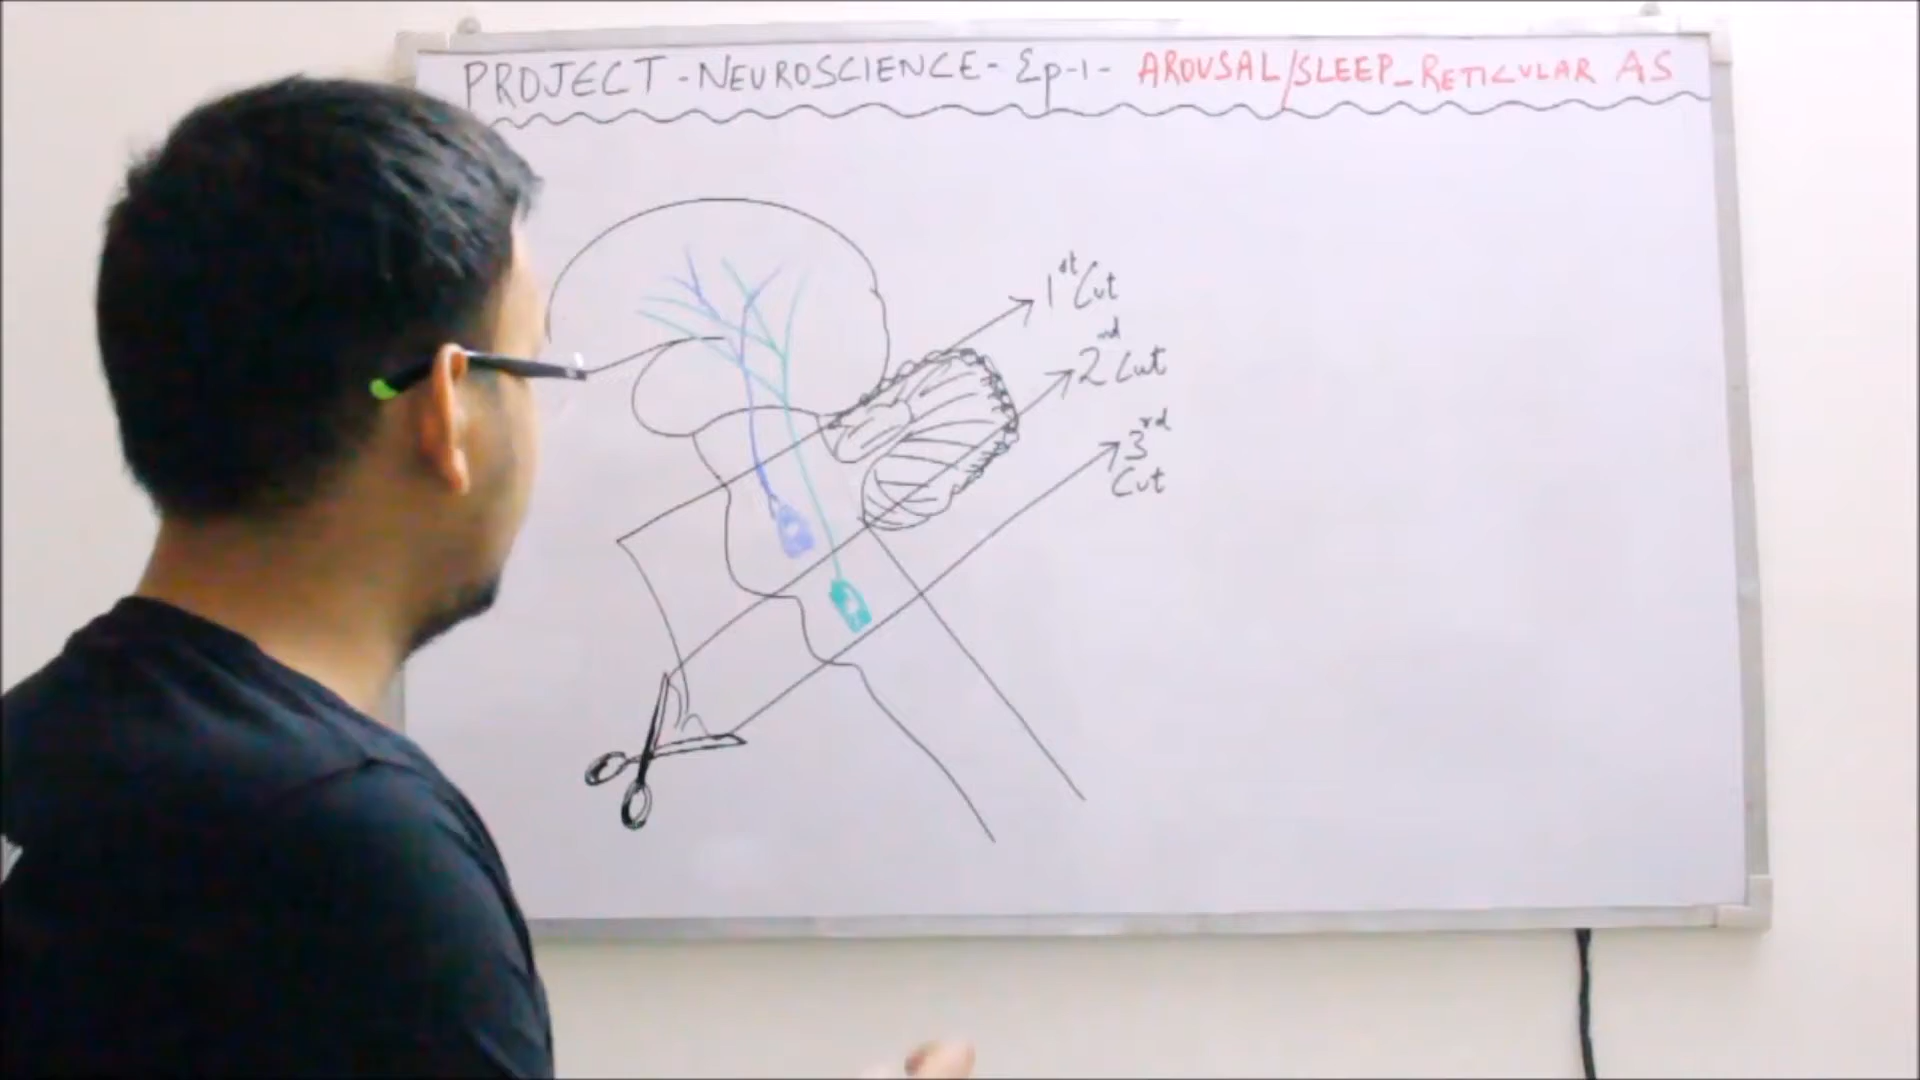 PROJECT - NEUROSCIENCE - Ep-1 - AROUSAL/SLEEP_RETICULAR AS
1st Cut
2nd Cut
3rd
Cut